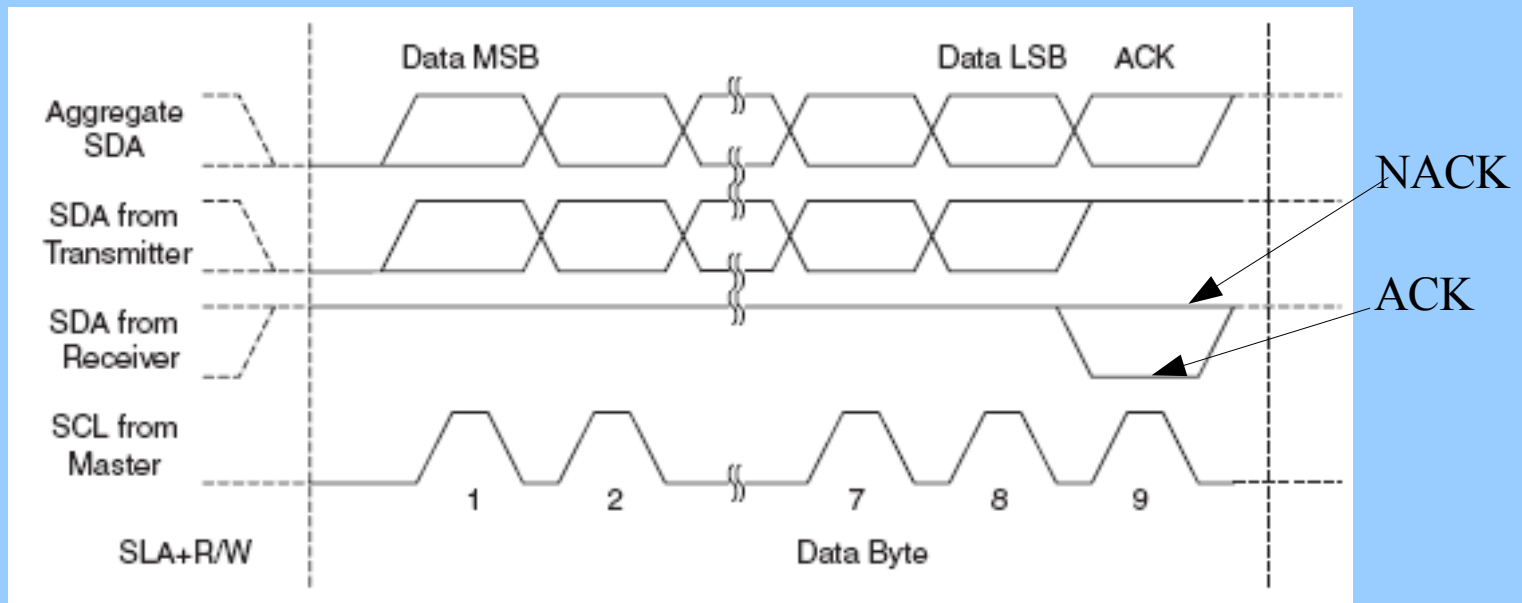 Data MSB
Data LSB
ACK
Aggregate
SDA
NACK
SDA from
Transmitter
ACK
SDA from
Receiver
SCL from
Master
1
2
7
8
9
SLA+R/W
Data Byte